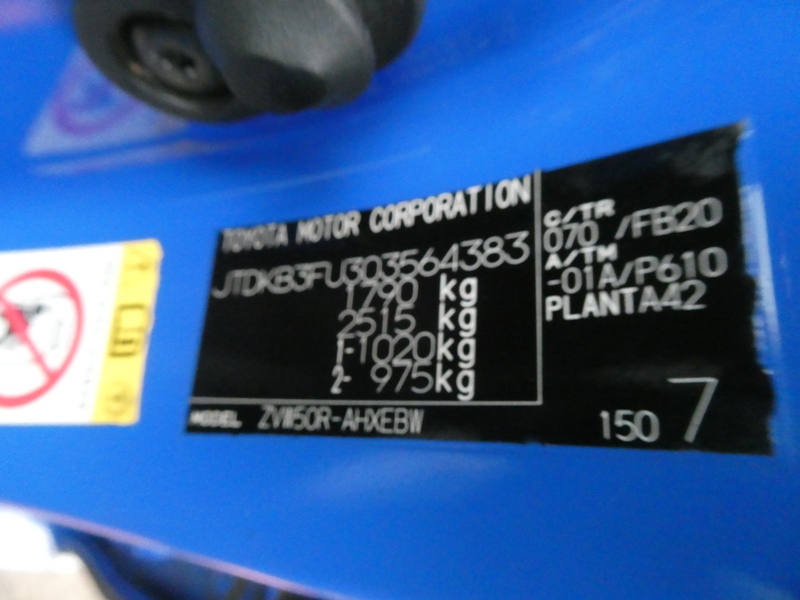 TOYOTA MOTOR CORPORATION
JTDKB3FU303564383
1790 kg
2515 kg
1-1020kg
2- 975kg
MODEL ZVW50R-AHXEBW
C/TR
070 /FB20
A/TM
-01A/P610
PLANTA42
150 7